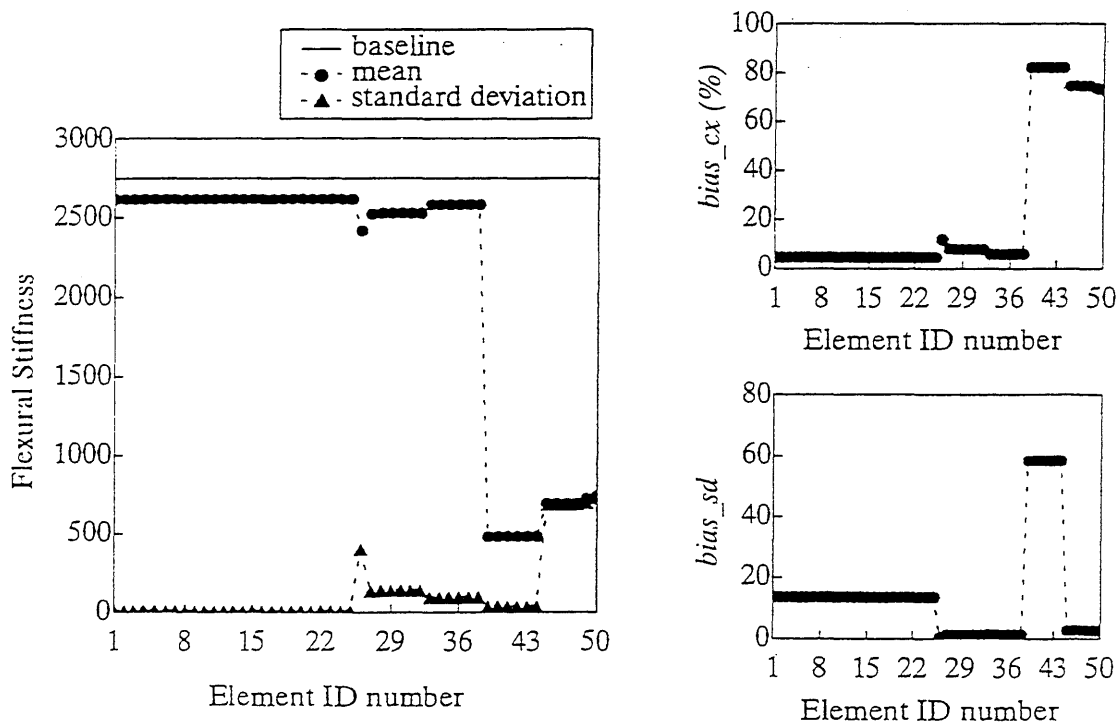 baseline
mean
standard deviation
3000
2500
2000
1500
1000
500
0
1 8 15 22 29 36 43 50
Flexural Stiffness
Element ID number
100
80
60
40
20
0
1 8 15 22 29 36 43 50
bias_cx (%)
Element ID number
80
60
40
20
0
1 8 15 22 29 36 43 50
bias_sd
Element ID number